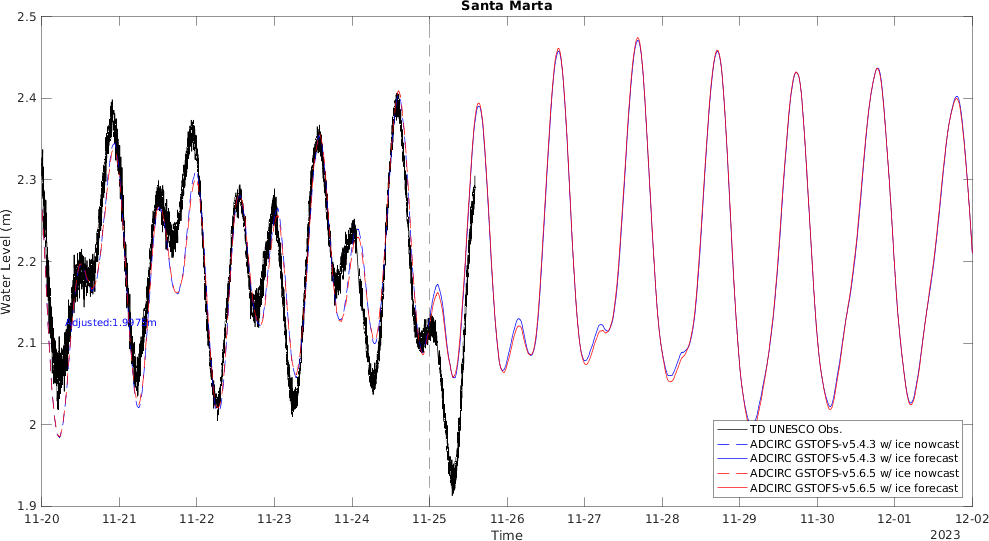 Santa Marta
2.5
2.4
2.3
2.2
2.1
2
1.9
Water Level (m)
TD UNESCO Obs.
ADCIRC GSTOFS-v5.4.3 w/ ice nowcast
ADCIRC GSTOFS-v5.4.3 w/ ice forecast
ADCIRC GSTOFS-v5.6.5 w/ ice nowcast
ADCIRC GSTOFS-v5.6.5 w/ ice forecast
11-20 11-21 11-22 11-23 11-24 11-25 11-26 11-27 11-28 11-29 11-30 12-01 12-02
Time
2023